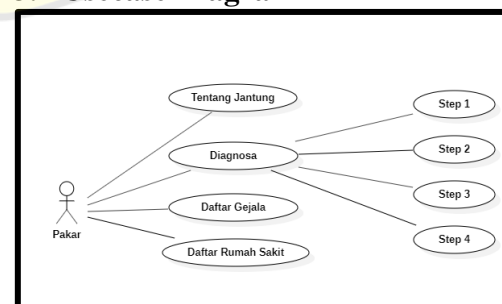 Tentang Jantung
Diagnosa
Daftar Gejala
Daftar Rumah Sakit
Pakar
Step 1
Step 2
Step 3
Step 4